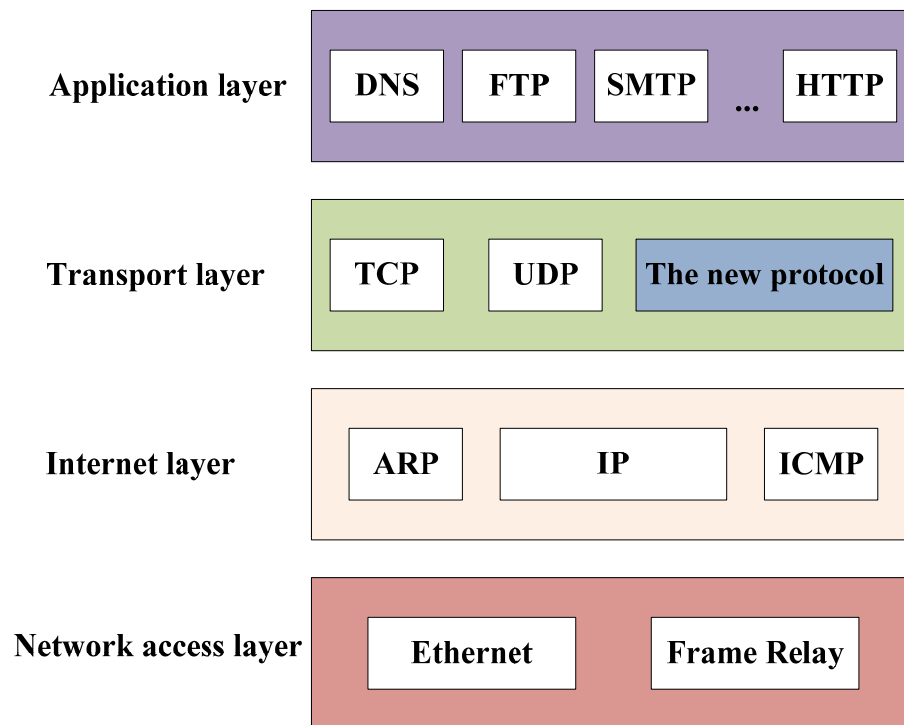 Application layer
DNS FTP SMTP ... HTTP
Transport layer
TCP UDP The new protocol
Internet layer
ARP IP ICMP
Network access layer
Ethernet Frame Relay